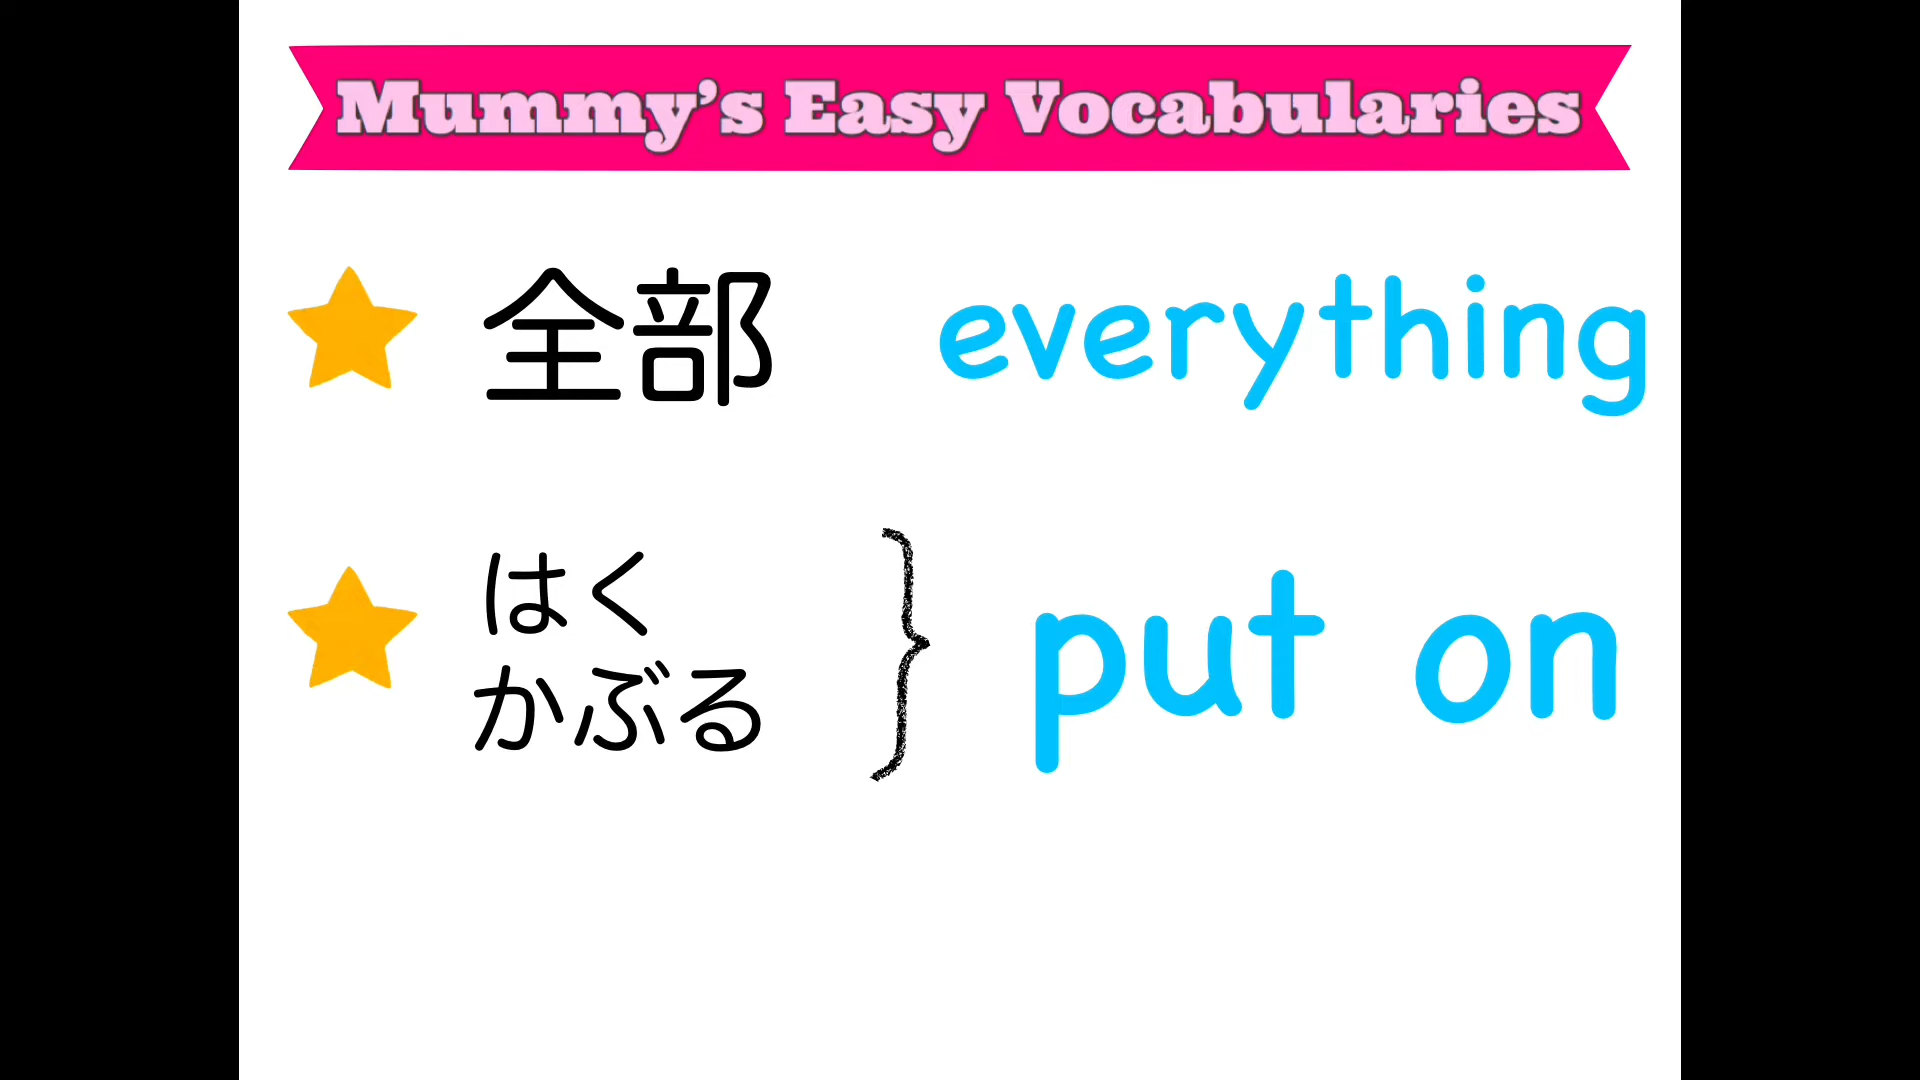 Mummy's Easy Vocabularies
全部 everything
はく
かぶる
put on